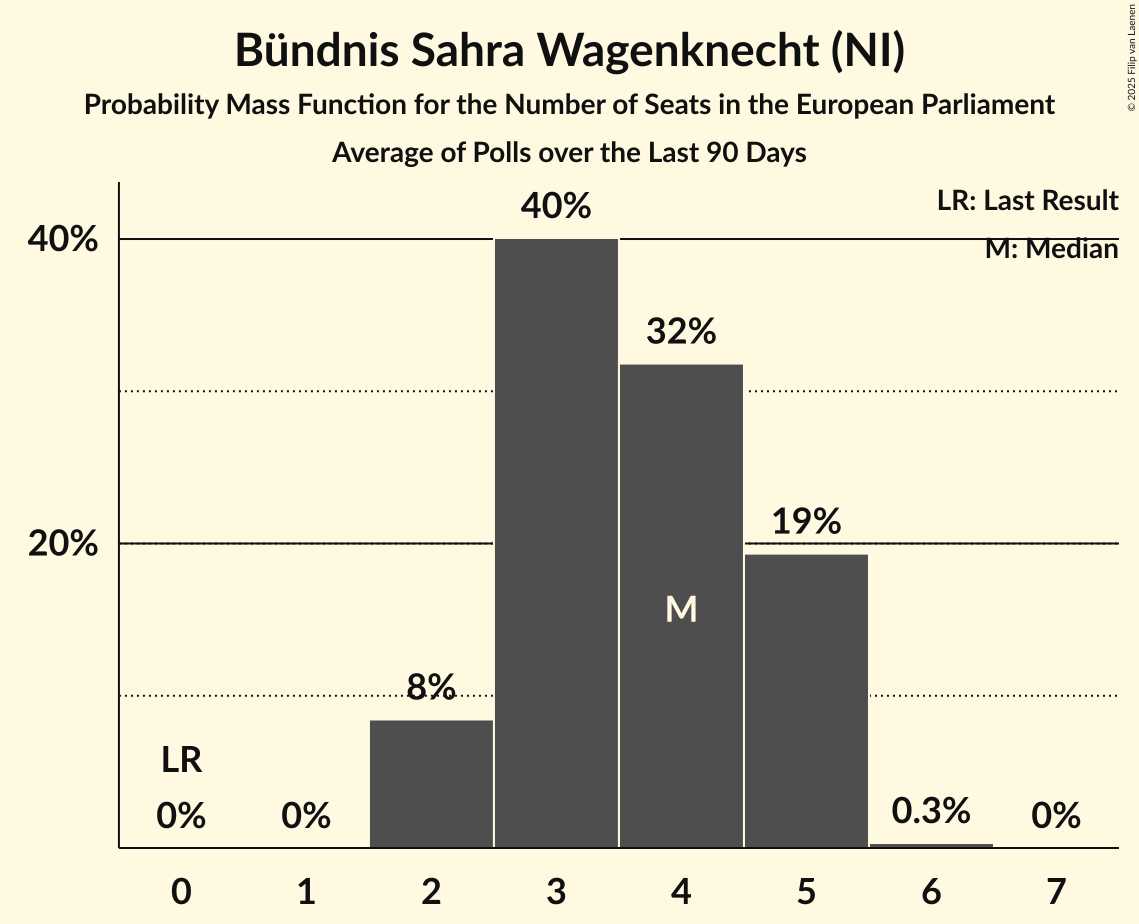 Bündnis Sahra Wagenknecht (NI)
Probability Mass Function for the Number of Seats in the European Parliament
Average of Polls over the Last 90 Days
© 2025 Filip van Laenen
LR: Last Result
M: Median
40%
20%
40%
32%
19%
M
8%
LR
0%
0%
0.3%
0%
0 1 2 3 4 5 6 7